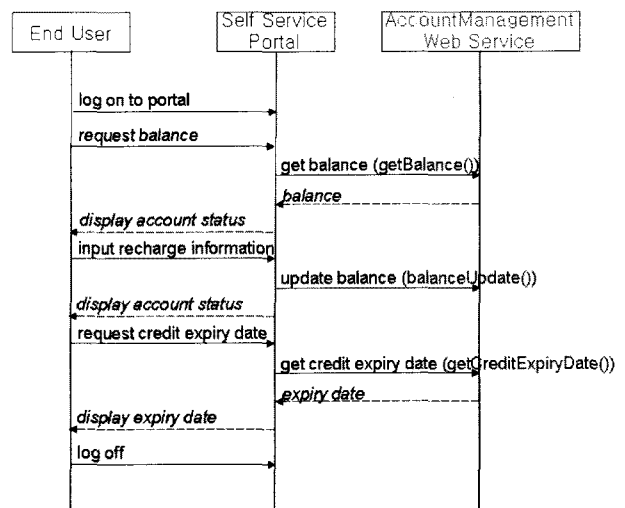 End User
Self Service
Portal
AccountManagement
Web Service
log on to portal
request balance
get balance (getBalance())
balance
display account status
input recharge information
update balance (balanceUpdate())
display account status
request credit expiry date
get credit expiry date (getCreditExpiryDate())
expiry date
display expiry date
log off